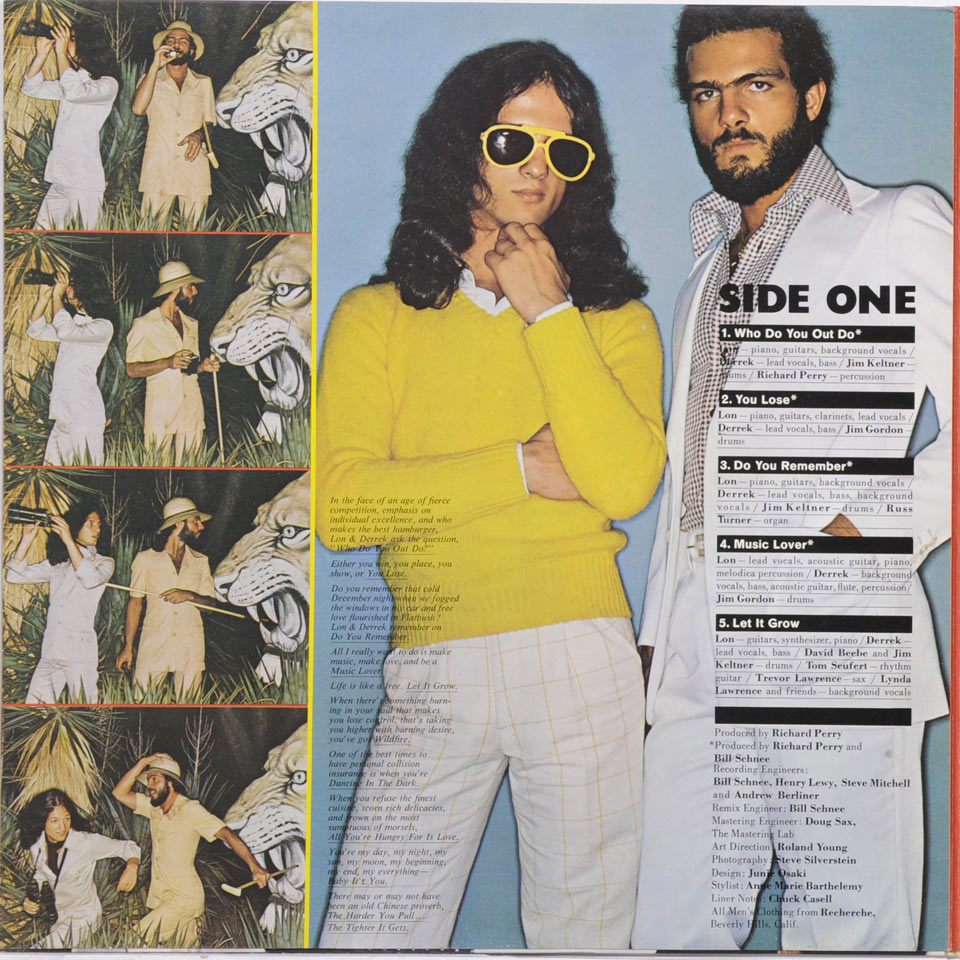 In the face of an age of fierce
competition, emphasis on
individual excellence, and who
makes the best hamburger,
Lon & Derrek ask the question,
"Who Do You Out Do?"
Either you win, you place, you
show, or You Lose.
Do you remember that cold
December night when we fogged
the windows in my car and free
love flourished in Flatbush?
Lon & Derrek remember on
Do You Remember.
All I really want to do is make
music, make love, and be a
Music Lover.
Life is like a tree. Let It Grow.
When there's something burn-
ing in your soul that makes
you lose control, that's taking
you higher with burning desire,
you've got Wildfire.
One of the best times to
have personal collision
insurance is when you're
Dancing In The Dark.
When you refuse the finest
cuisine, scorn rich delicacies,
and frown on the most
sumptuous of morsels,
All You're Hungry For Is Love.
You're my day, my night, my
sun, my moon, my beginning,
my end, my everything—
Baby It's You.
There may or may not have
been an old Chinese proverb,
The Harder You Pull...
The Tighter It Gets.
SIDE ONE
1. Who Do You Out Do*
Lon — piano, guitars, background vocals /
Derrek — lead vocals, bass / Jim Keltner —
drums / Richard Perry — percussion
2. You Lose*
Lon — piano, guitars, clarinets, lead vocals /
Derrek — lead vocals, bass / Jim Gordon —
drums
3. Do You Remember*
Lon — piano, guitars, background vocals /
Derrek — lead vocals, bass, background
vocals / Jim Keltner — drums / Russ
Turner — organ
4. Music Lover*
Lon — lead vocals, acoustic guitar, piano,
melodica percussion / Derrek — background
vocals, bass, acoustic guitar, flute, percussion /
Jim Gordon — drums
5. Let It Grow
Lon — guitars, synthesizer, piano / Derrek —
lead vocals, bass / David Beebe and Jim
Keltner — drums / Tom Seufert — rhythm
guitar / Trevor Lawrence — sax / Lynda
Lawrence and friends — background vocals
Produced by Richard Perry
*Produced by Richard Perry and
Bill Schnee
Recording Engineers:
Bill Schnee, Henry Lewy, Steve Mitchell
and Andrew Berliner
Remix Engineer: Bill Schnee
Mastering Engineer: Doug Sax,
The Mastering Lab
Art Direction: Roland Young
Photography: Steve Silverstein
Design: Junie Osaki
Stylist: Anne Marie Barthelemy
Liner Notes: Chuck Casell
All Men's Clothing from Recherche,
Beverly Hills, Calif.